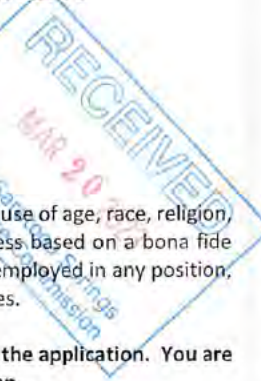 RECEIVED
MAR 20
Saratoga Springs
Commission
use of age, race, religion,
ess based on a bona fide
employed in any position,
es.
the application. You are